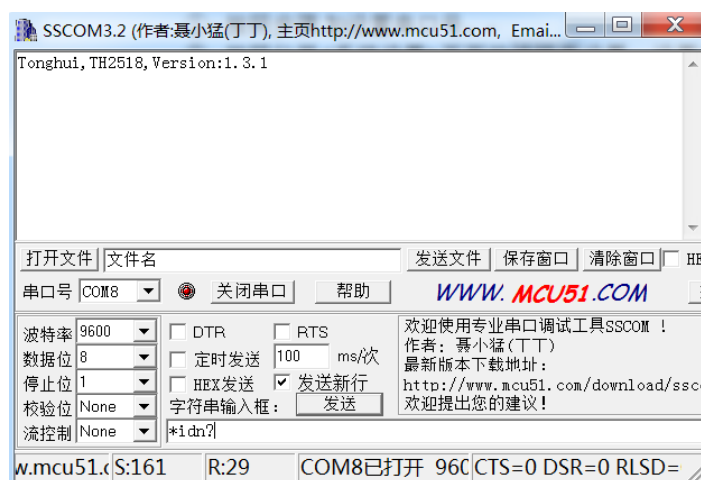 SSCOM3.2 (作者:聂小猛(丁丁), 主页http://www.mcu51.com, Emai...
Tonghui,TH2518,Version:1.3.1
打开文件 文件名 发送文件 保存窗口 清除窗口 HE
串口号 COM8 关闭串口 帮助 WWW. MCU51.COM
波特率 9600 DTR RTS
数据位 8 定时发送 100 ms/次
停止位 1 HEX发送 发送新行
校验位 None 字符串输入框: 发送
流控制 None *idn?
欢迎使用专业串口调试工具SSCOM !
作者: 聂小猛(丁丁)
最新版本下载地址:
http://www.mcu51.com/download/ssc
欢迎提出您的建议!
w.mcu51.c S:161 R:29 COM8已打开 960 CTS=0 DSR=0 RLSD=